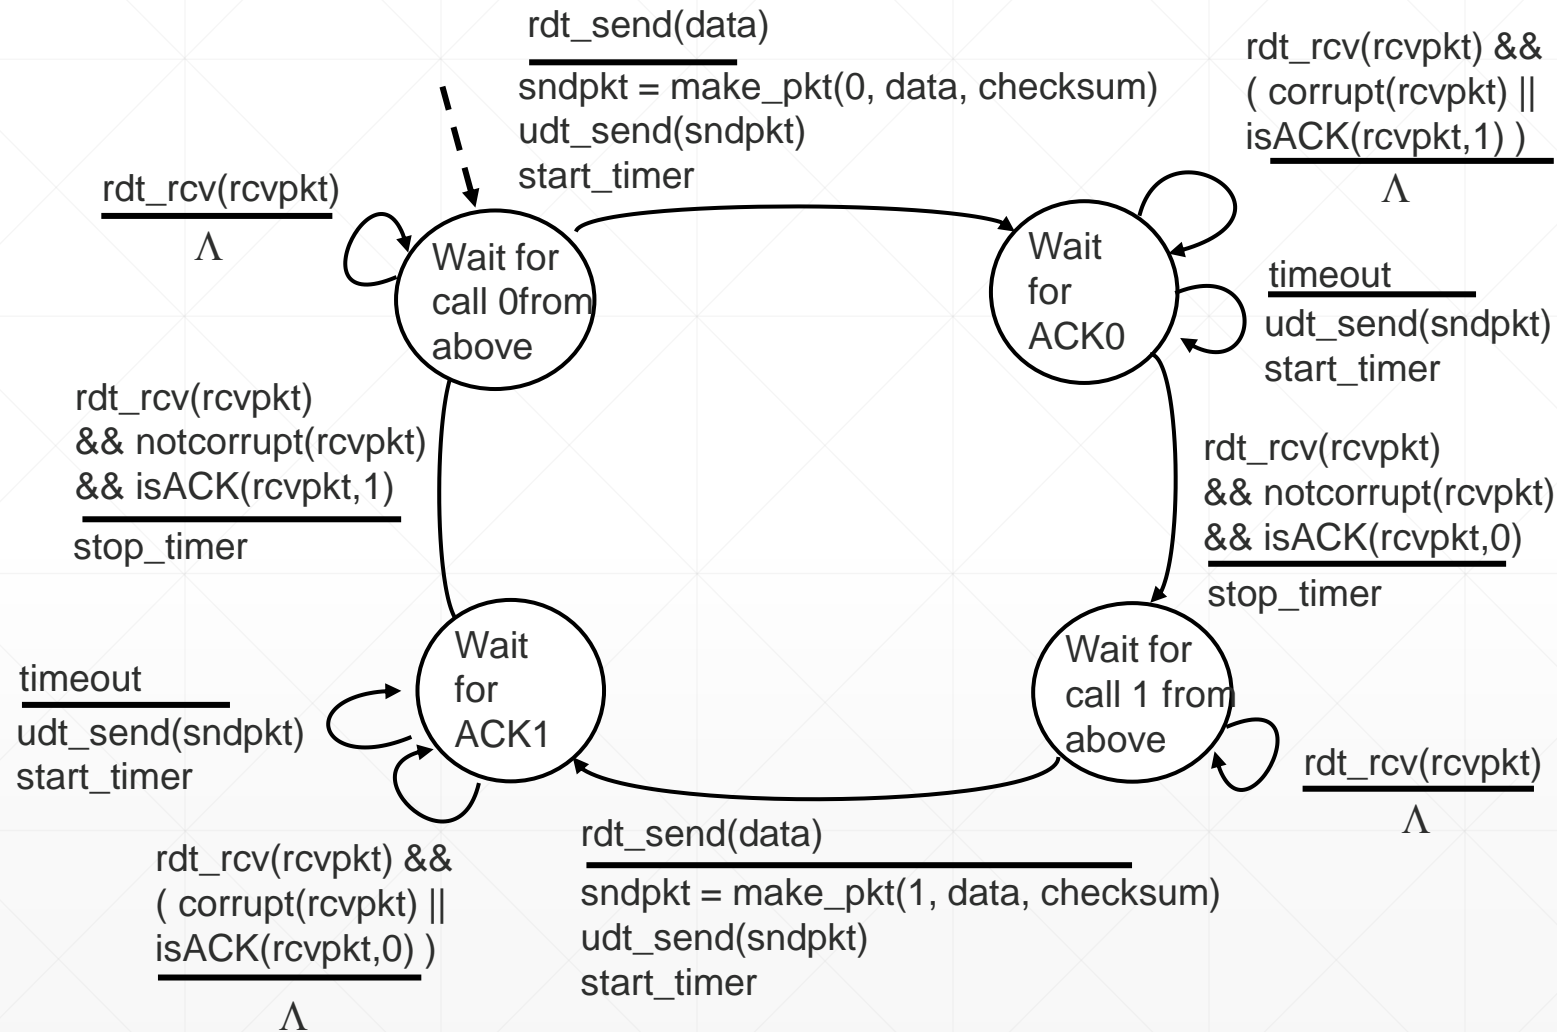 rdt_send(data)
sndpkt = make_pkt(0, data, checksum)
udt_send(sndpkt)
start_timer
rdt_rcv(rcvpkt) &&
( corrupt(rcvpkt) ||
isACK(rcvpkt,1) )
Λ
rdt_rcv(rcvpkt)
Λ
Wait for
call 0from
above
Wait
for
ACK0
timeout
udt_send(sndpkt)
start_timer
rdt_rcv(rcvpkt)
&& notcorrupt(rcvpkt)
&& isACK(rcvpkt,1)
stop_timer
rdt_rcv(rcvpkt)
&& notcorrupt(rcvpkt)
&& isACK(rcvpkt,0)
stop_timer
timeout
udt_send(sndpkt)
start_timer
Wait
for
ACK1
Wait for
call 1 from
above
rdt_rcv(rcvpkt)
Λ
rdt_rcv(rcvpkt) &&
( corrupt(rcvpkt) ||
isACK(rcvpkt,0) )
Λ
rdt_send(data)
sndpkt = make_pkt(1, data, checksum)
udt_send(sndpkt)
start_timer